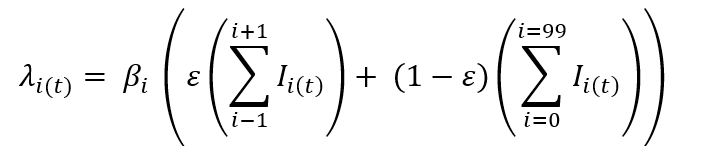 λ_{i(t)} = β_i ( ε ( ∑_{i−1}^{i+1} I_{i(t)} ) + (1 − ε) ( ∑_{i=0}^{i=99} I_{i(t)} ) )